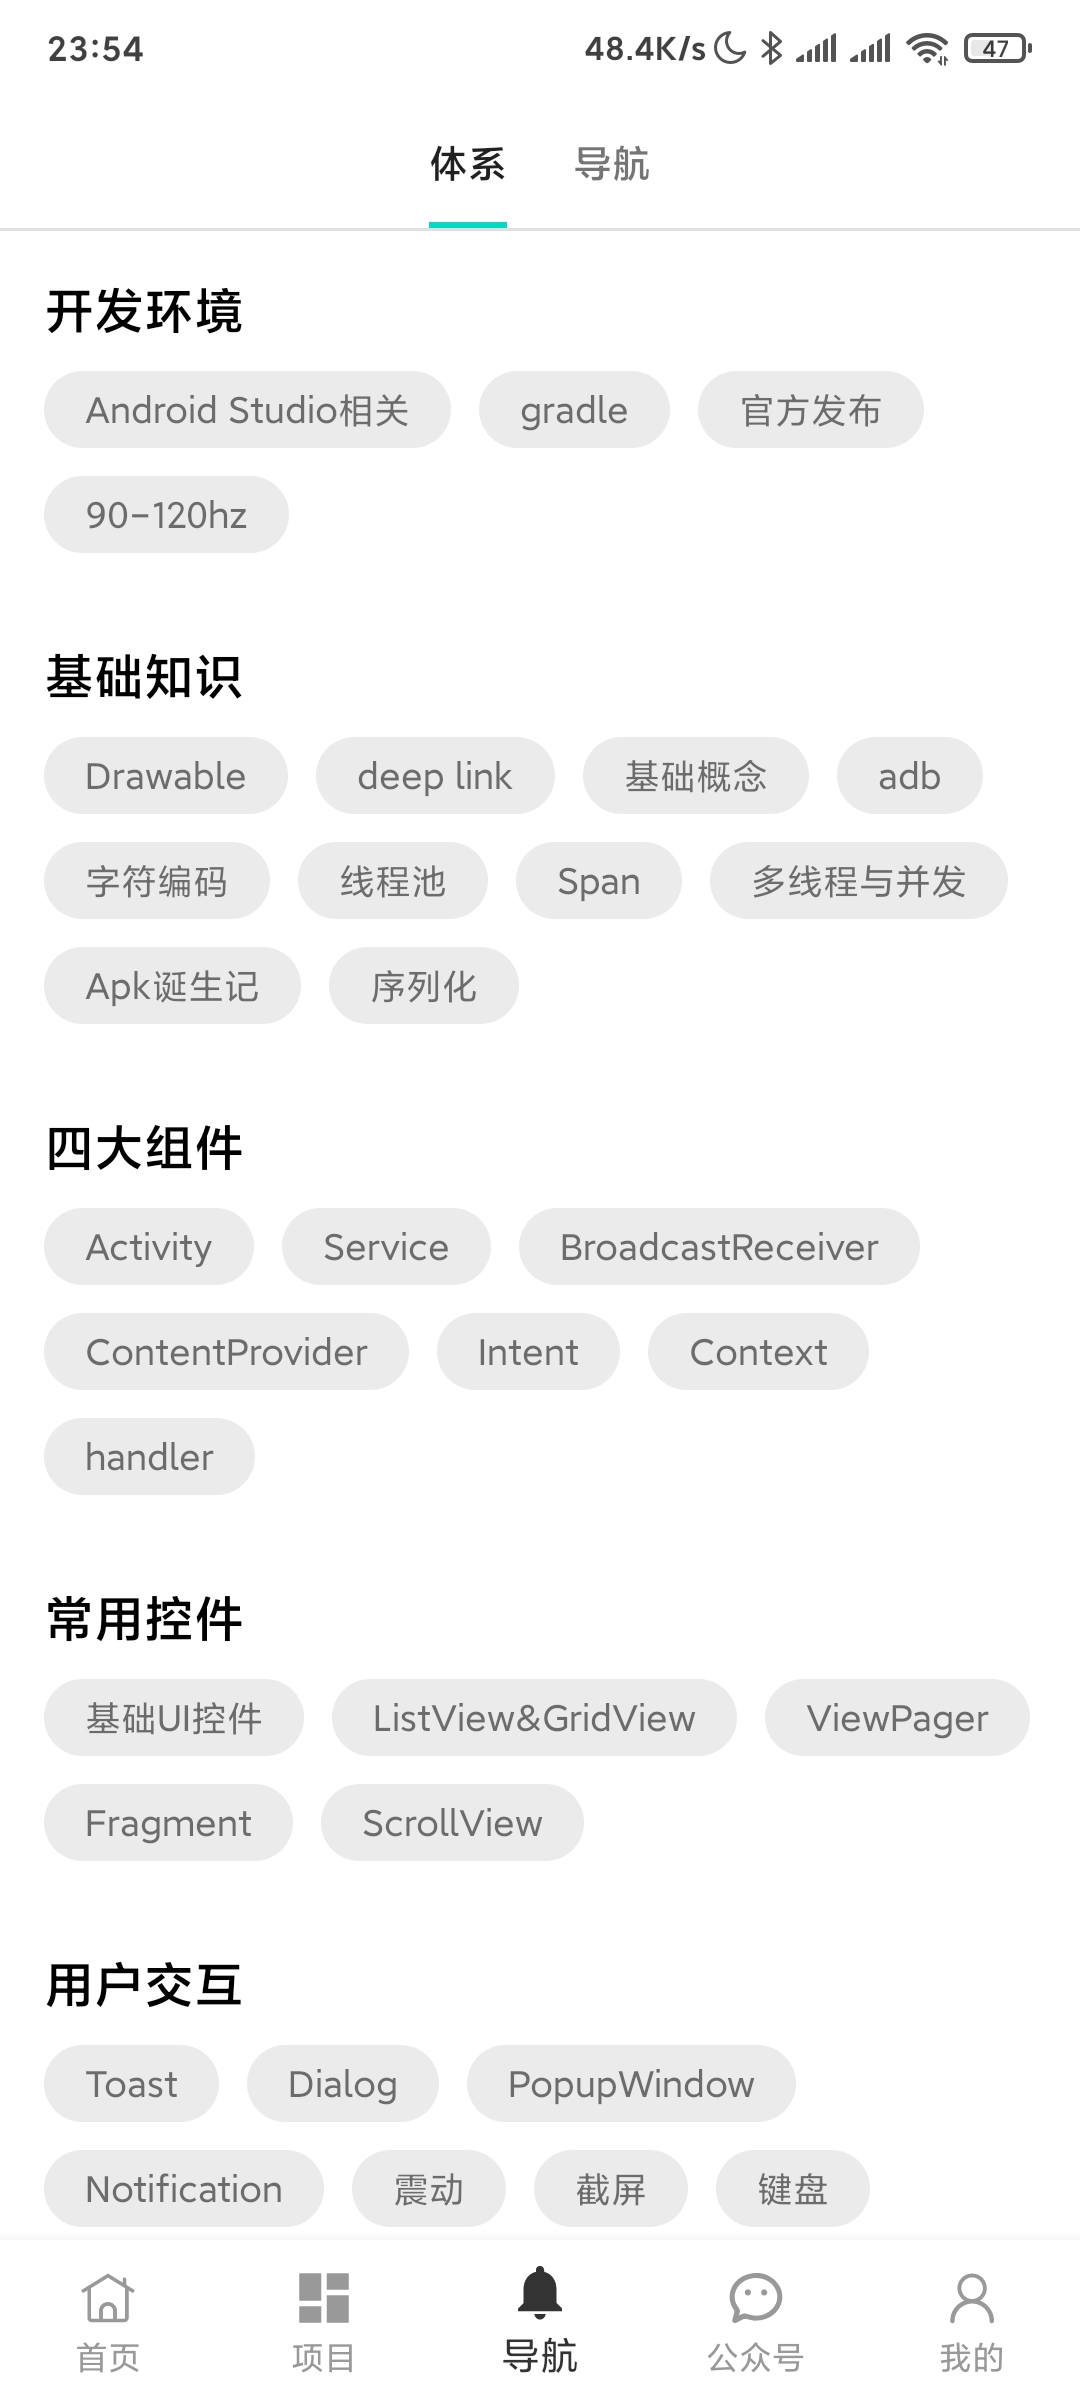 23:54 48.4K/s 47
体系 导航
开发环境
Android Studio相关 gradle 官方发布
90-120hz
基础知识
Drawable deep link 基础概念 adb
字符编码 线程池 Span 多线程与并发
Apk诞生记 序列化
四大组件
Activity Service BroadcastReceiver
ContentProvider Intent Context
handler
常用控件
基础UI控件 ListView&GridView ViewPager
Fragment ScrollView
用户交互
Toast Dialog PopupWindow
Notification 震动 截屏 键盘
首页 项目 导航 公众号 我的